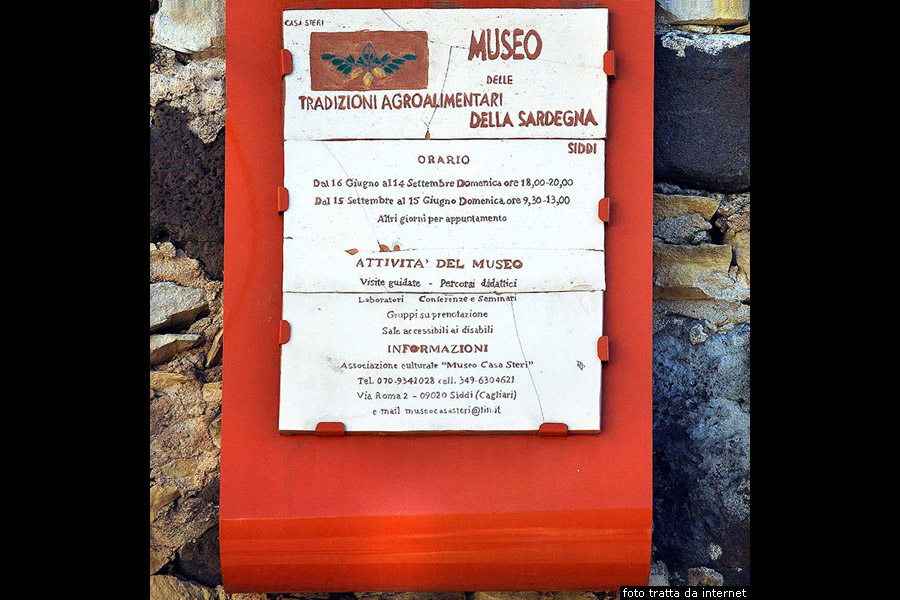 CASA STERI
MUSEO
DELLE
TRADIZIONI AGROALIMENTARI
DELLA SARDEGNA
SIDDI
ORARIO
Dal 16 Giugno al 14 Settembre Domenica ore 18,00-20,00
Dal 15 Settembre al 15 Giugno Domenica ore 9,30-13,00
Altri giorni per appuntamento
ATTIVITA' DEL MUSEO
Visite guidate - Percorsi didattici
Laboratori Conferenze e Seminari
Gruppi su prenotazione
Sale accessibili ai disabili
INFORMAZIONI
Associazione culturale "Museo Casa Steri"
Tel. 070-9341028 cell. 349-6304621
Via Roma 2 - 09020 Siddi (Cagliari)
e-mail museocasasteri@tin.it
foto tratta da internet